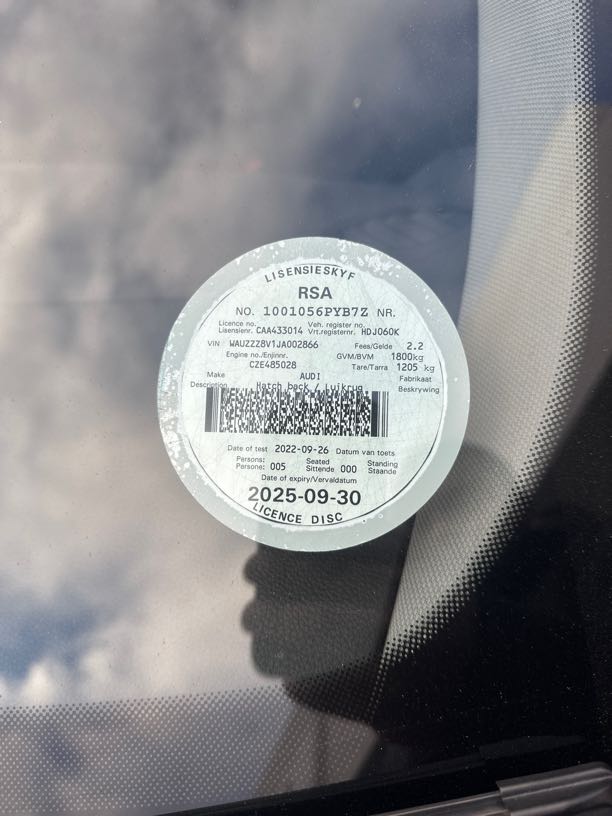 LISENSIESKYF
RSA
NO. 1001056PYB7Z NR.
Licence no. Veh. register no.
Lisensienr. CAA433014 Vrt.registernr. HDJ060K
VIN WAUZZZ8V1JA002866 Fees/Gelde 2.2
Engine no./Enjinnr. GVM/BVM 1800kg
CZE485028 Tare/Tarra 1205 kg
Make AUDI Fabrikaat
Description Hatch back / Luikrug Beskrywing
Date of test 2022-09-26 Datum van toets
Persons: Seated Standing
Persone: 005 Sittende 000 Staande
Date of expiry/Vervaldatum
2025-09-30
LICENCE DISC